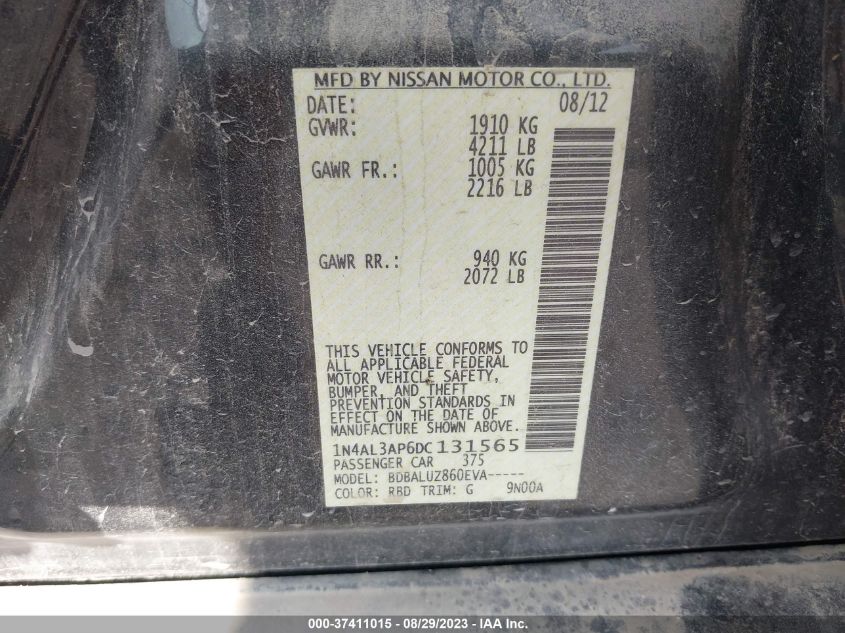 MFD BY NISSAN MOTOR CO., LTD.
DATE: 08/12
GVWR: 1910 KG
4211 LB
GAWR FR.: 1005 KG
2216 LB
GAWR RR.: 940 KG
2072 LB
THIS VEHICLE CONFORMS TO
ALL APPLICABLE FEDERAL
MOTOR VEHICLE SAFETY,
BUMPER, AND THEFT
PREVENTION STANDARDS IN
EFFECT ON THE DATE OF
MANUFACTURE SHOWN ABOVE.
1N4AL3AP6DC131565
PASSENGER CAR 375
MODEL: BDBALUZ860EVA-----
COLOR: RBD TRIM: G 9N00A
000-37411015 - 08/29/2023 - IAA Inc.